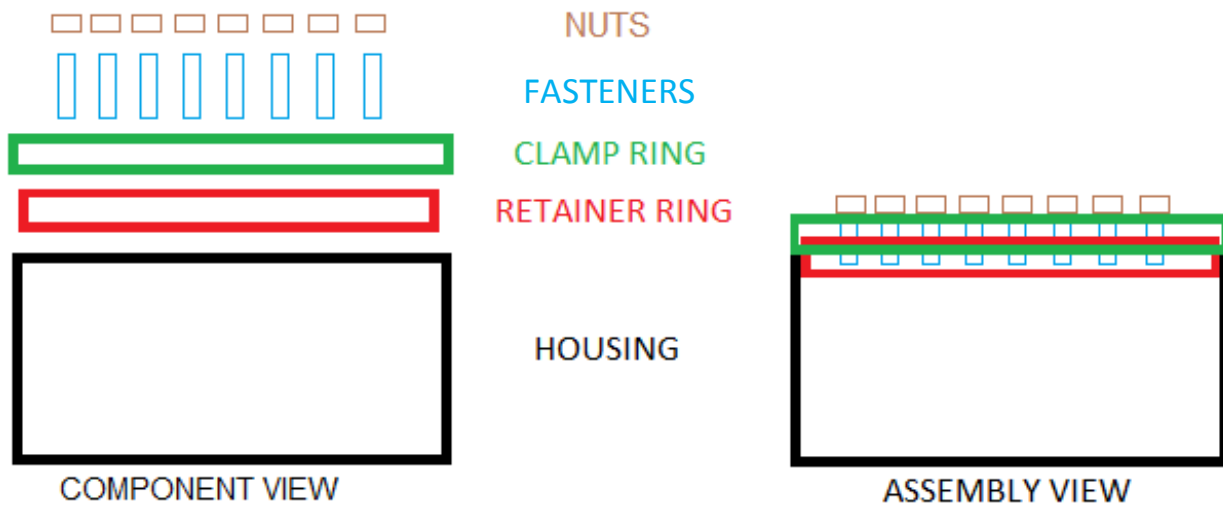 NUTS
FASTENERS
CLAMP RING
RETAINER RING
HOUSING
COMPONENT VIEW
ASSEMBLY VIEW